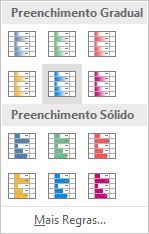 Preenchimento Gradual
Preenchimento Sólido
Mais Regras...